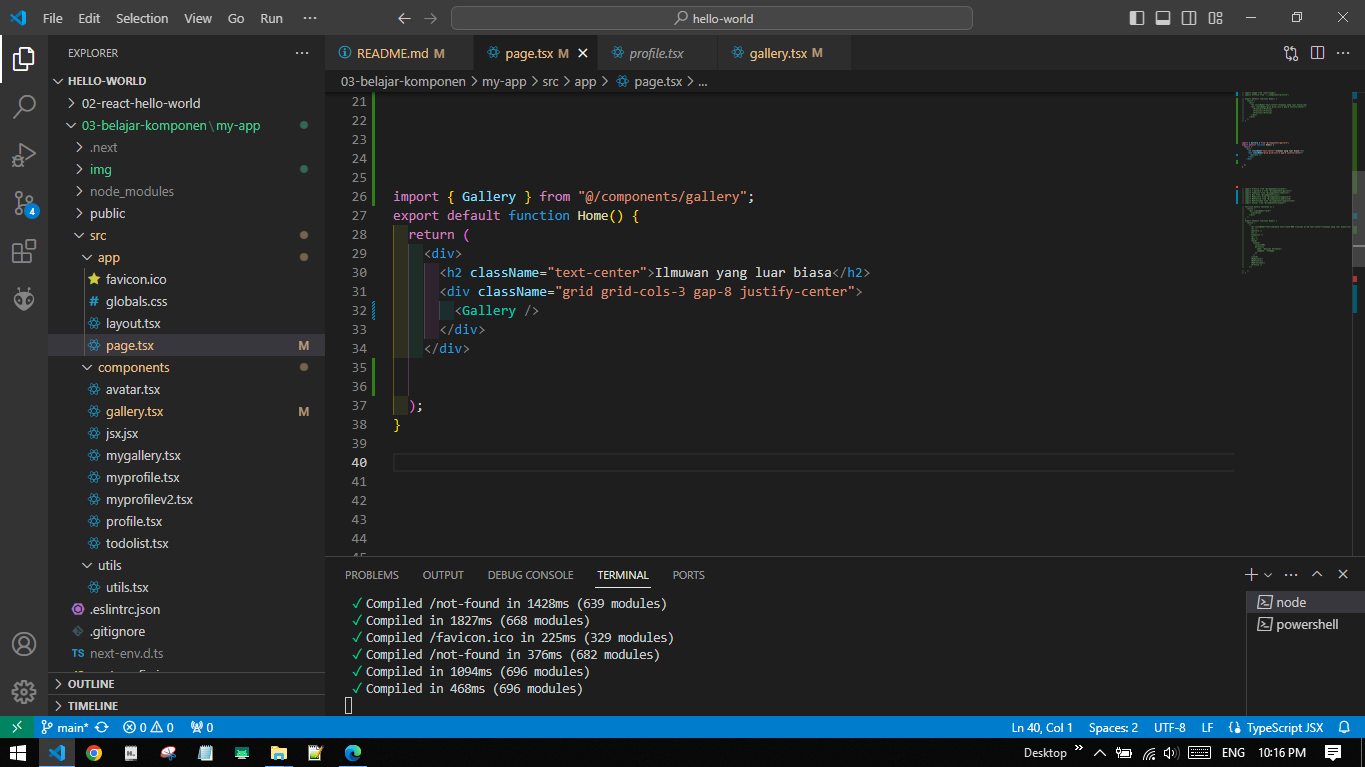 File Edit Selection View Go Run ···
hello-world
EXPLORER ···
HELLO-WORLD
02-react-hello-world
03-belajar-komponen\my-app
.next
img
node_modules
public
src
app
favicon.ico
globals.css
layout.tsx
page.tsx M
components
avatar.tsx
gallery.tsx M
jsx.jsx
mygallery.tsx
myprofile.tsx
myprofilev2.tsx
profile.tsx
todolist.tsx
utils
utils.tsx
.eslintrc.json
.gitignore
TS next-env.d.ts
OUTLINE
TIMELINE
4
README.md M page.tsx M profile.tsx gallery.tsx M
03-belajar-komponen > my-app > src > app > page.tsx > ...
21
22
23
24
25
26 import { Gallery } from "@/components/gallery";
27 export default function Home() {
28 return (
29 <div>
30 <h2 className="text-center">Ilmuwan yang luar biasa</h2>
31 <div className="grid grid-cols-3 gap-8 justify-center">
32 <Gallery />
33 </div>
34 </div>
35
36
37 );
38 }
39
40
41
42
43
44
45
PROBLEMS OUTPUT DEBUG CONSOLE TERMINAL PORTS
✓ Compiled /not-found in 1428ms (639 modules)
✓ Compiled in 1827ms (668 modules)
✓ Compiled /favicon.ico in 225ms (329 modules)
✓ Compiled /not-found in 376ms (682 modules)
✓ Compiled in 1094ms (696 modules)
✓ Compiled in 468ms (696 modules)
node
powershell
main* 0 0 0 Ln 40, Col 1 Spaces: 2 UTF-8 LF TypeScript JSX
Desktop ENG 10:16 PM